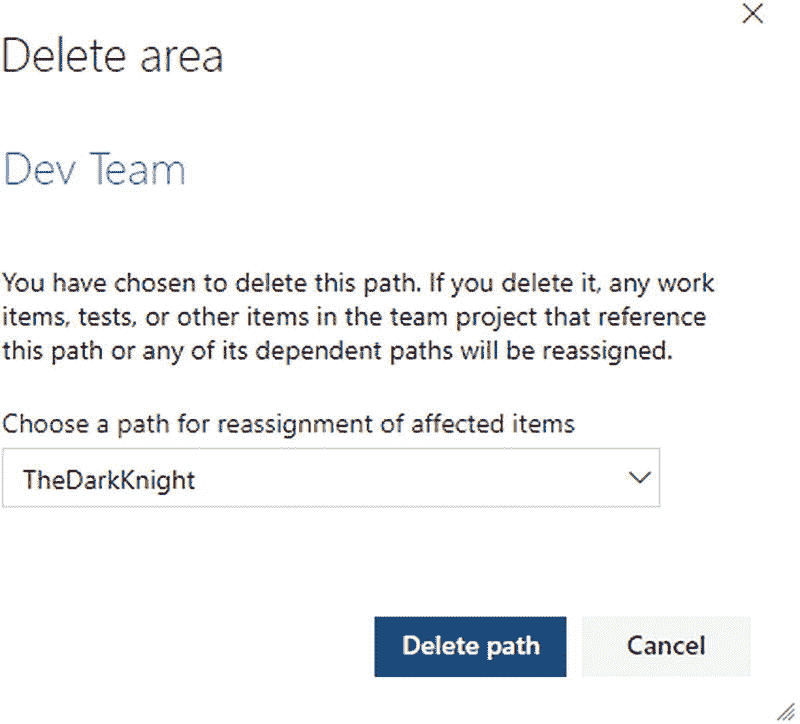 Delete area
Dev Team
You have chosen to delete this path. If you delete it, any work
items, tests, or other items in the team project that reference
this path or any of its dependent paths will be reassigned.
Choose a path for reassignment of affected items
TheDarkKnight
Delete path
Cancel